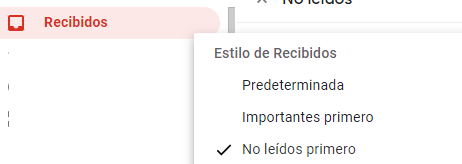 No leídos
Recibidos
Estilo de Recibidos
Predeterminada
Importantes primero
No leídos primero